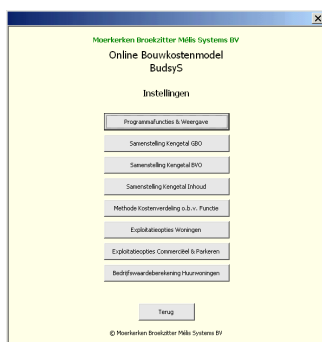 Moerkerken Broekzitter Mélis Systems BV
Online Bouwkostenmodel
BudsyS
Instellingen
Programmafuncties & Weergave
Samenstelling Kengetal GBO
Samenstelling Kengetal BVO
Samenstelling Kengetal Inhoud
Methode Kostenverdeling o.b.v. Functie
Exploitatieopties Woningen
Exploitatieopties Commerciëel & Parkeren
Bedrijfswaardeberekening Huurwoningen
Terug
© Moerkerken Broekzitter Mélis Systems BV